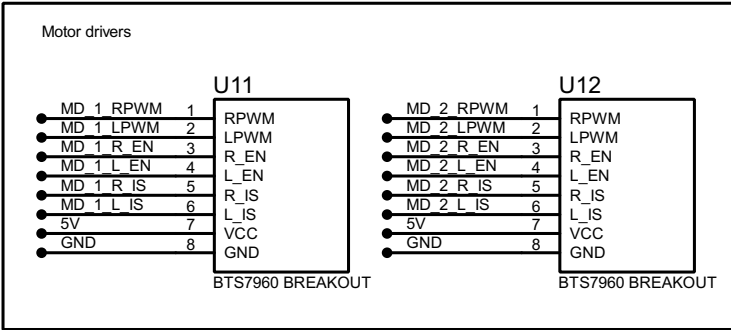 Motor drivers
U11
MD_1_RPWM 1 RPWM
MD_1_LPWM 2 LPWM
MD_1_R_EN 3 R_EN
MD_1_L_EN 4 L_EN
MD_1_R_IS 5 R_IS
MD_1_L_IS 6 L_IS
5V 7 VCC
GND 8 GND
BTS7960 BREAKOUT
U12
MD_2_RPWM 1 RPWM
MD_2_LPWM 2 LPWM
MD_2_R_EN 3 R_EN
MD_2_L_EN 4 L_EN
MD_2_R_IS 5 R_IS
MD_2_L_IS 6 L_IS
5V 7 VCC
GND 8 GND
BTS7960 BREAKOUT